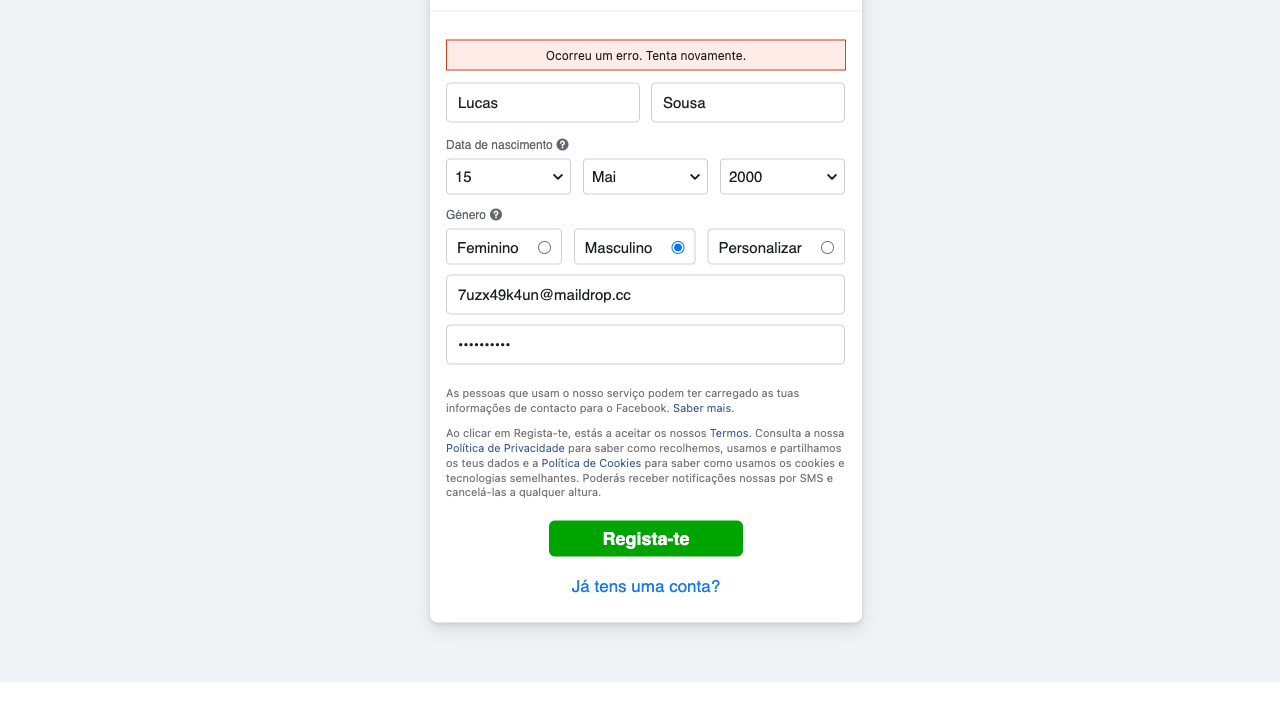 Ocorreu um erro. Tenta novamente.
Lucas Sousa
Data de nascimento
15 Mai 2000
Género
Feminino Masculino Personalizar
7uzx49k4un@maildrop.cc
••••••••••
As pessoas que usam o nosso serviço podem ter carregado as tuas
informações de contacto para o Facebook. Saber mais.
Ao clicar em Regista-te, estás a aceitar os nossos Termos. Consulta a nossa
Política de Privacidade para saber como recolhemos, usamos e partilhamos
os teus dados e a Política de Cookies para saber como usamos os cookies e
tecnologias semelhantes. Poderás receber notificações nossas por SMS e
cancelá-las a qualquer altura.
Regista-te
Já tens uma conta?